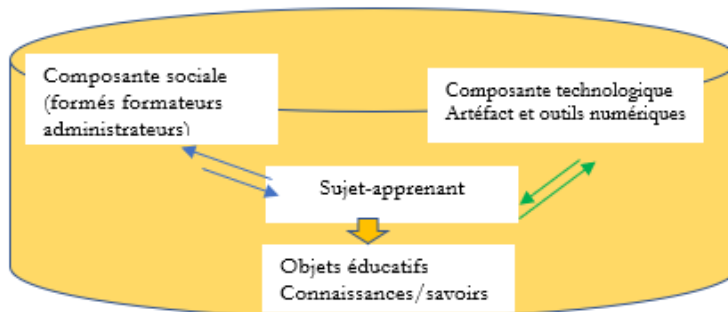 Composante sociale
(formés formateurs
administrateurs)
Composante technologique
Artéfact et outils numériques
Sujet-apprenant
Objets éducatifs
Connaissances/savoirs